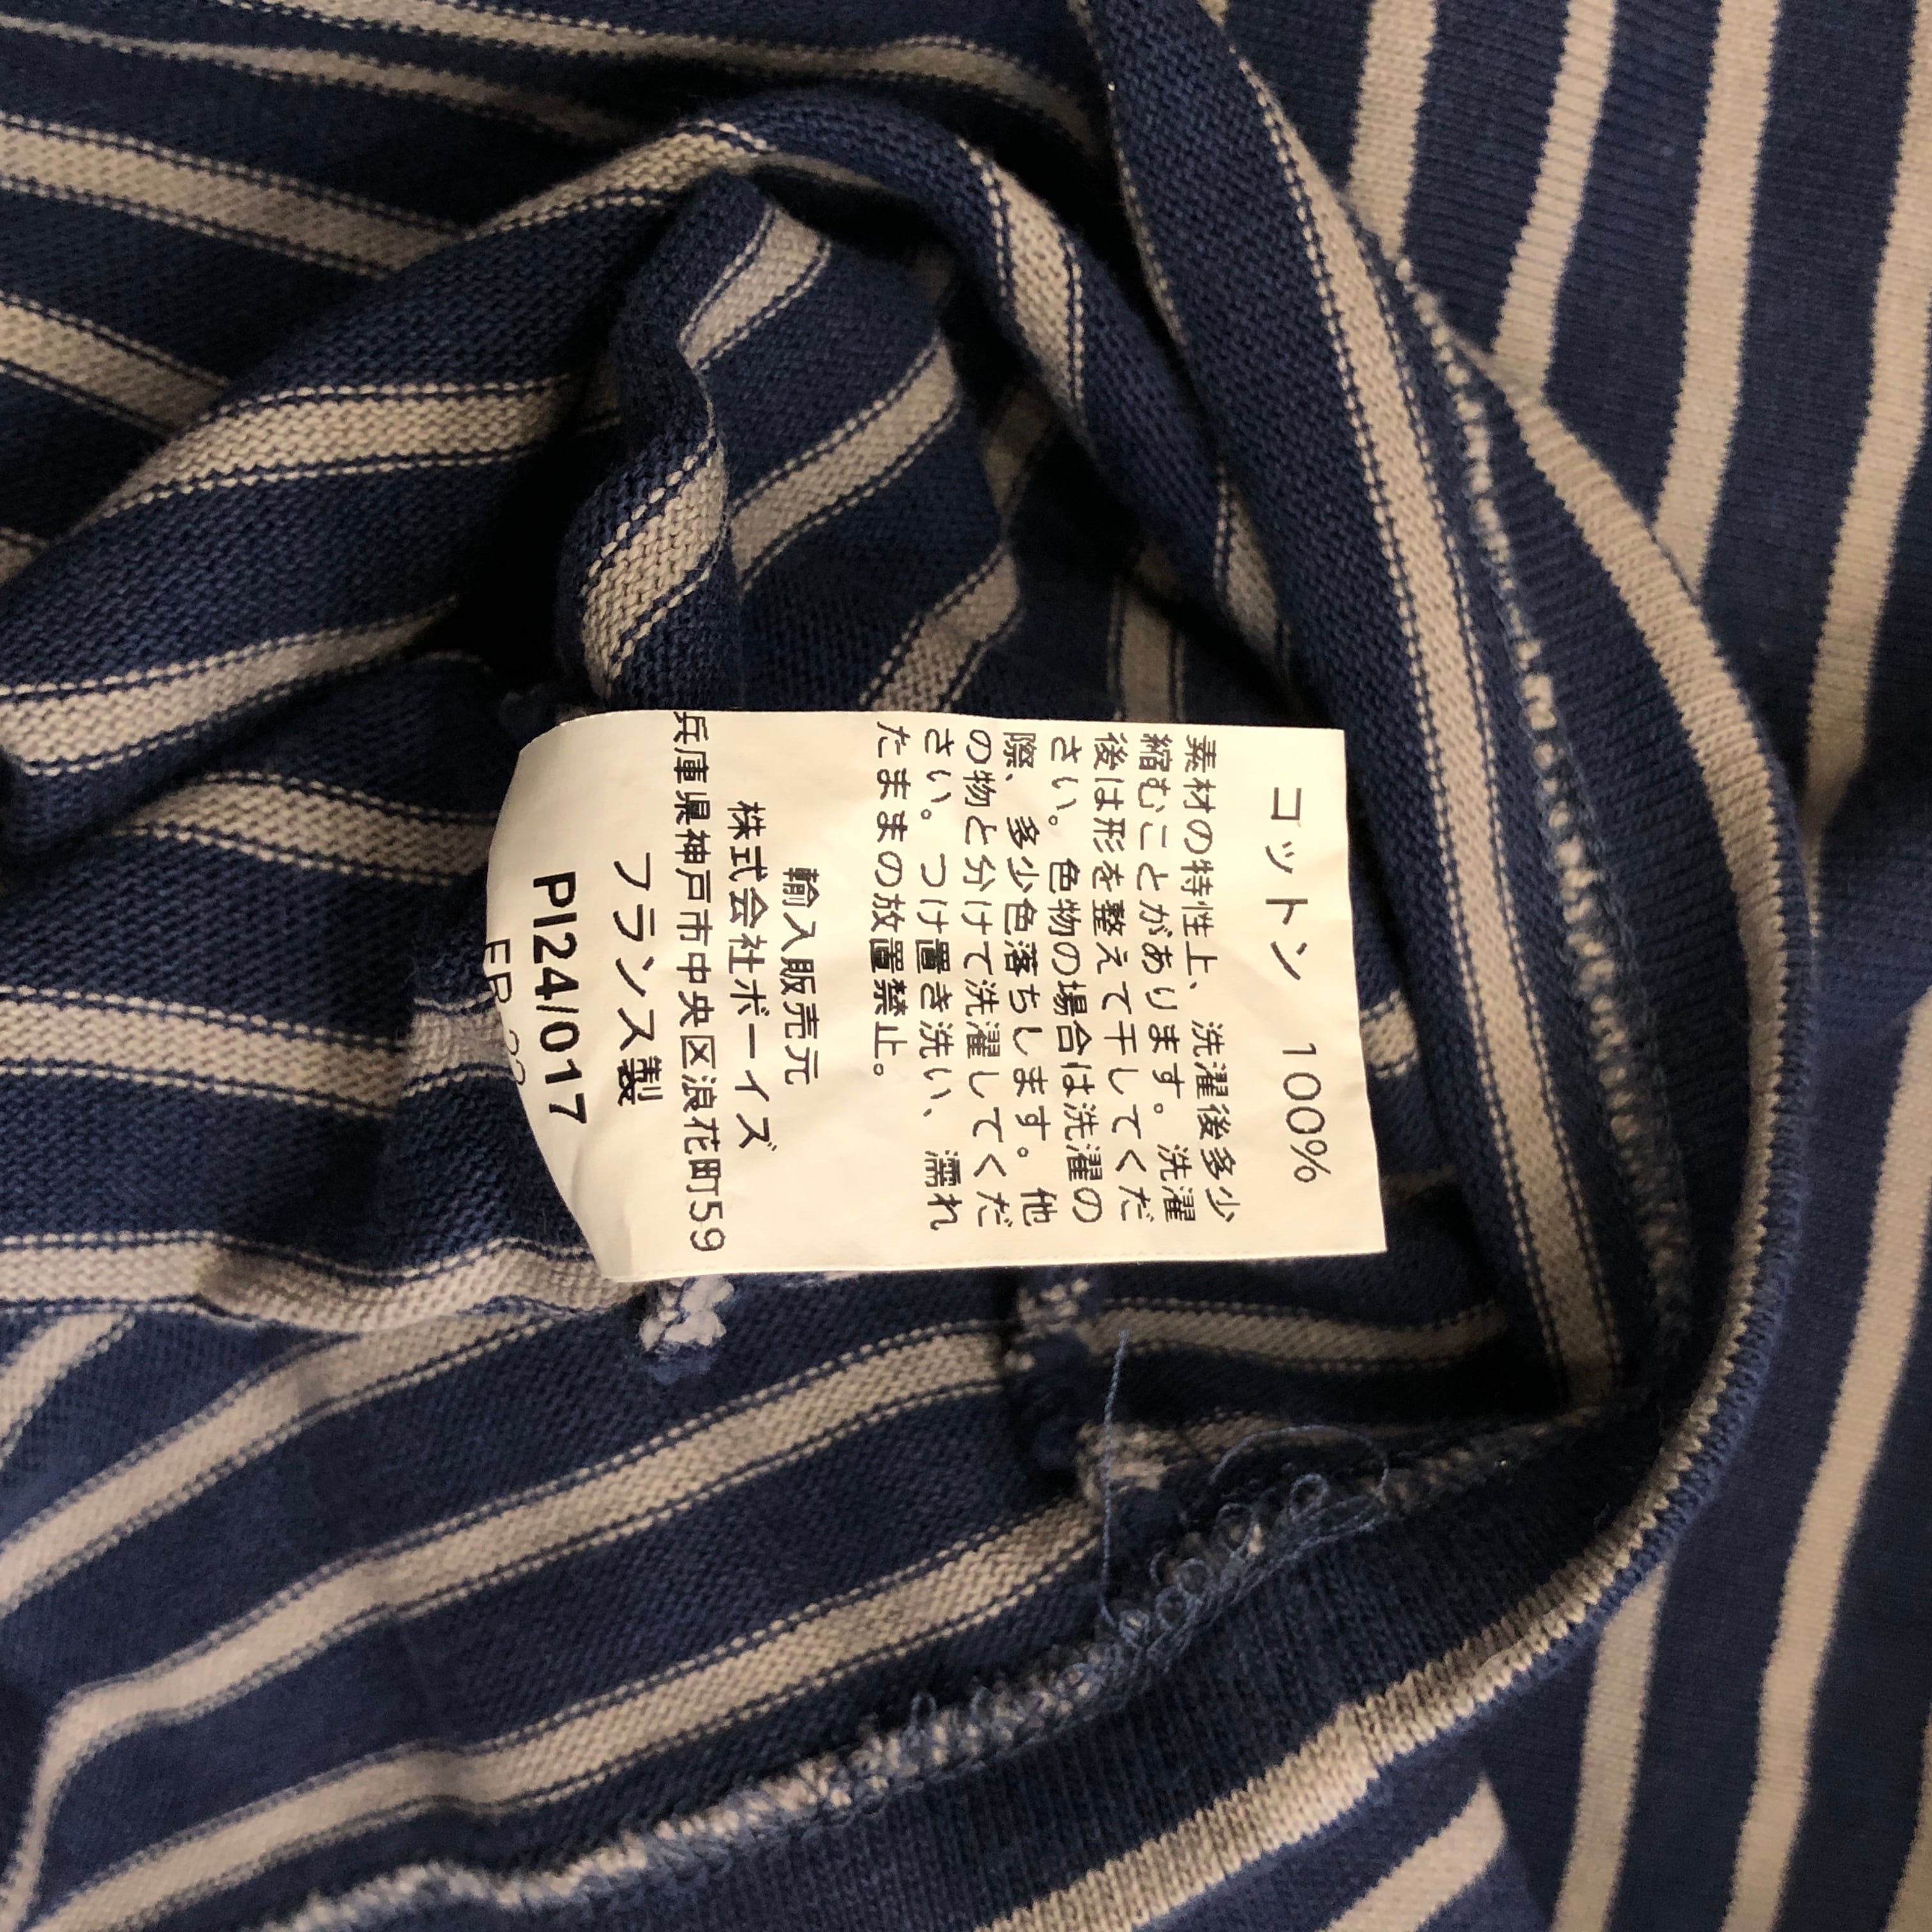 コットン 100%
素材の特性上、洗濯後多少
縮むことがあります。洗濯
後は形を整えて干してくだ
さい。色物の場合は洗濯の
際、多少色落ちします。他
の物と分けて洗濯してくだ
さい。つけ置き洗い、濡れ
たままの放置禁止。
輸入販売元
株式会社ボーイズ
兵庫県神戸市中央区浪花町59
フランス製
PI24/017